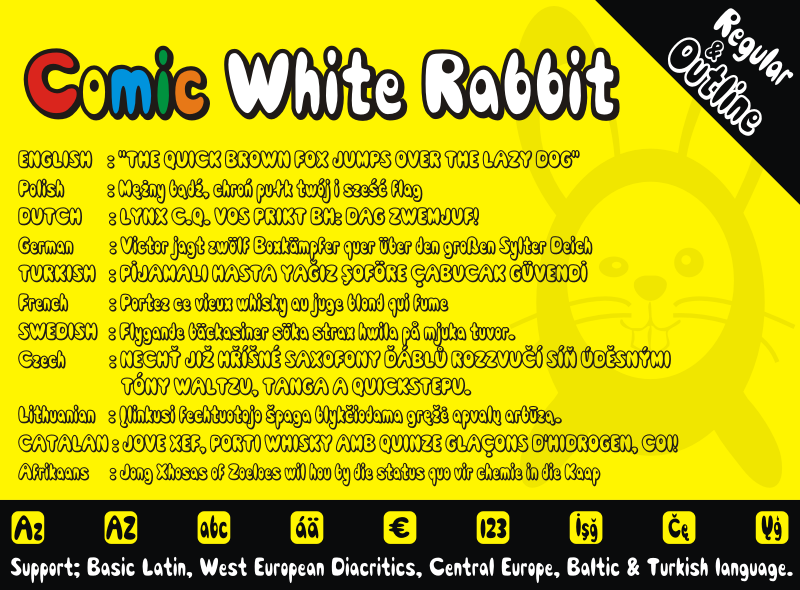 Regular
&
Outline
Comic White Rabbit
ENGLISH : "THE QUICK BROWN FOX JUMPS OVER THE LAZY DOG"
Polish : Mężny bądź, chroń pułk twój i sześć flag
DUTCH : LYNX C.Q. VOS PRIKT BH: DAG ZWEMJUF!
German : Victor jagt zwölf Boxkämpfer quer über den großen Sylter Deich
TURKISH : PİJAMALI HASTA YAĞIZ ŞOFÖRE ÇABUCAK GÜVENDİ
French : Portez ce vieux whisky au juge blond qui fume
SWEDISH : Flygande bäckasiner söka strax hwila på mjuka tuvor.
Czech : NECHŤ JIŽ HŘÍŠNÉ SAXOFONY ĎÁBLŮ ROZZVUČÍ SÍŇ ÚDĚSNÝMI
TÓNY WALTZU, TANGA A QUICKSTEPU.
Lithuanian : Įlinkusi fechtuotojo špaga blykčiodama gręžė apvalų arbūzą.
CATALAN : JOVE XEF, PORTI WHISKY AMB QUINZE GLAÇONS D'HIDROGEN, COI!
Afrikaans : Jong Xhosas of Zoeloes wil hou by die status quo vir chemie in die Kaap
Az AZ abc áä € 123 İşğ Čę Ųģ
Support; Basic Latin, West European Diacritics, Central Europe, Baltic & Turkish language.